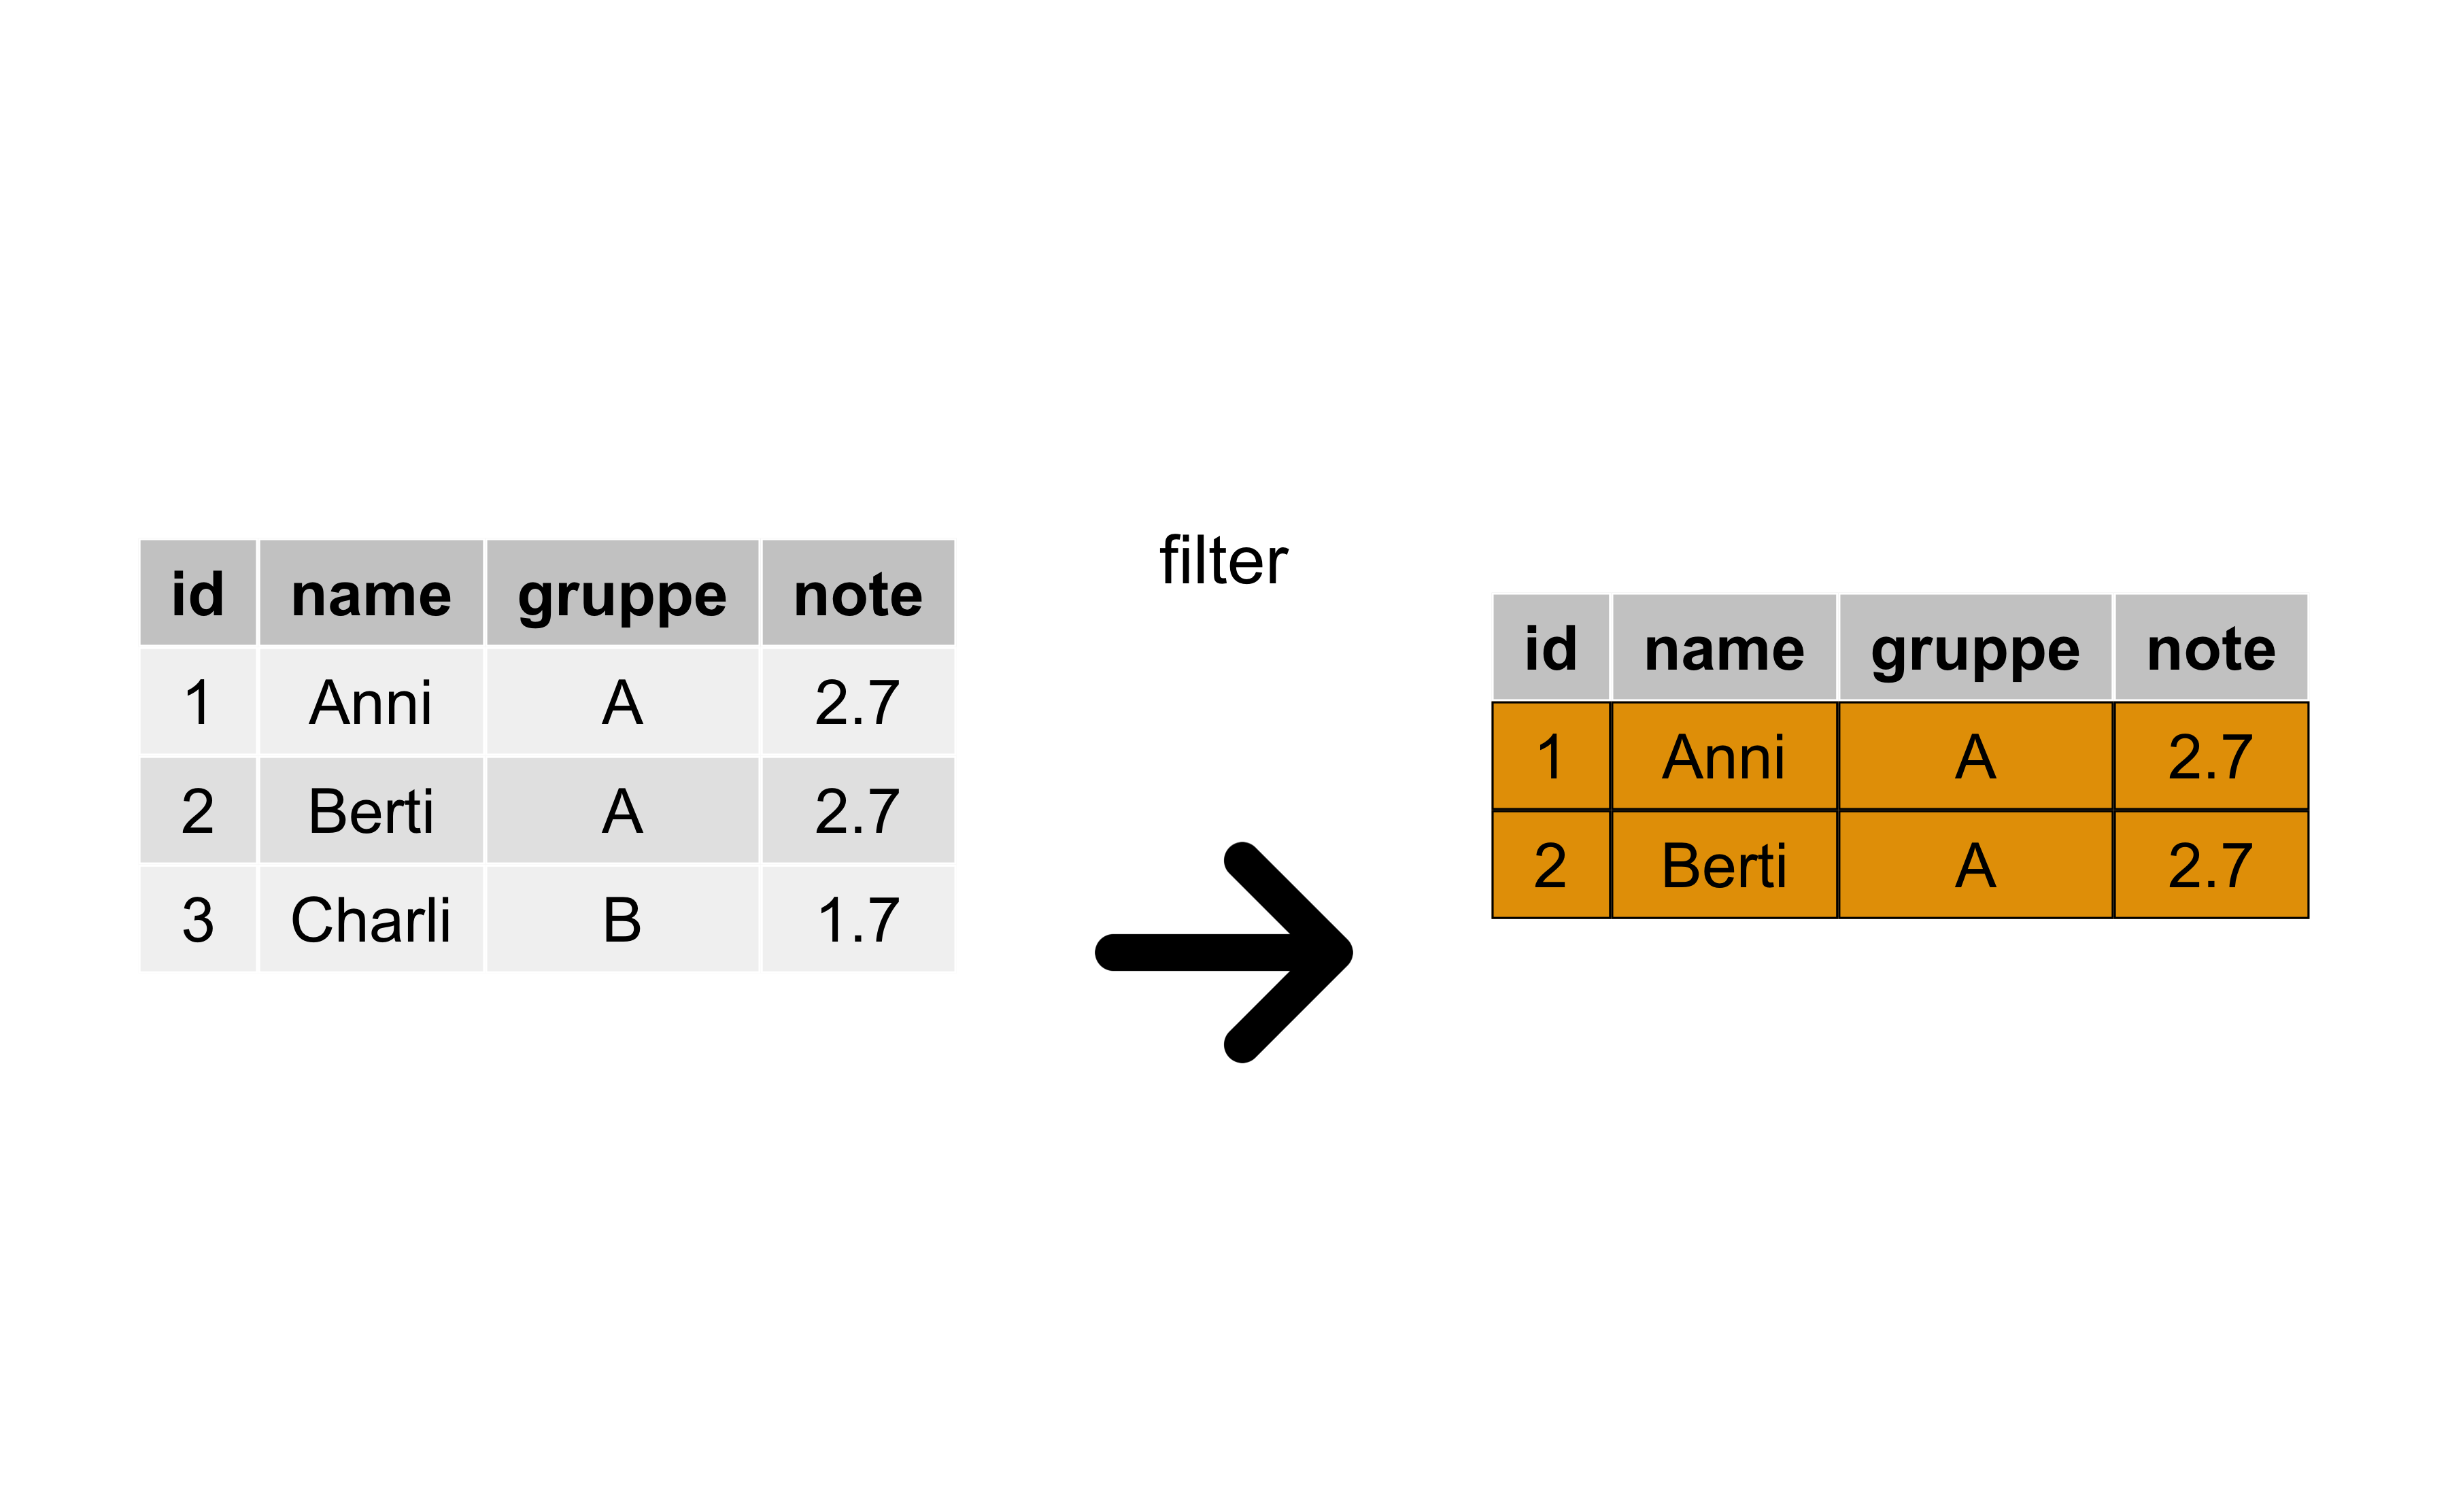 id name gruppe note
1 Anni A 2.7
2 Berti A 2.7
3 Charli B 1.7
filter
id name gruppe note
1 Anni A 2.7
2 Berti A 2.7